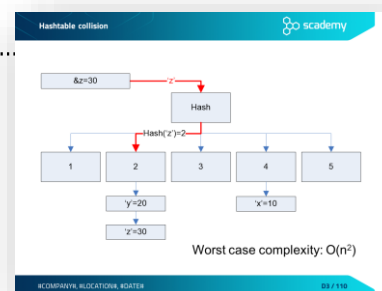 Hashtable collision
scademy
&z=30
'z'
Hash
Hash('z')=2
1
2
3
4
5
'y'=20
'x'=10
'z'=30
Worst case complexity: O(n²)
#COMPANY#, #LOCATION#, #DATE#
D3 / 110